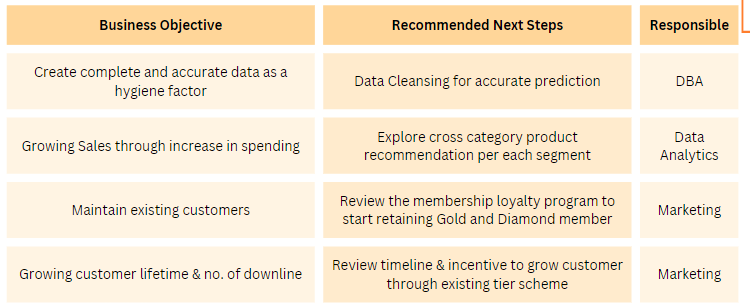 Business Objective
Recommended Next Steps
Responsible
Create complete and accurate data as a
hygiene factor
Data Cleansing for accurate prediction
DBA
Growing Sales through increase in spending
Explore cross category product
recommendation per each segment
Data
Analytics
Maintain existing customers
Review the membership loyalty program to
start retaining Gold and Diamond member
Marketing
Growing customer lifetime & no. of downline
Review timeline & incentive to grow customer
through existing tier scheme
Marketing